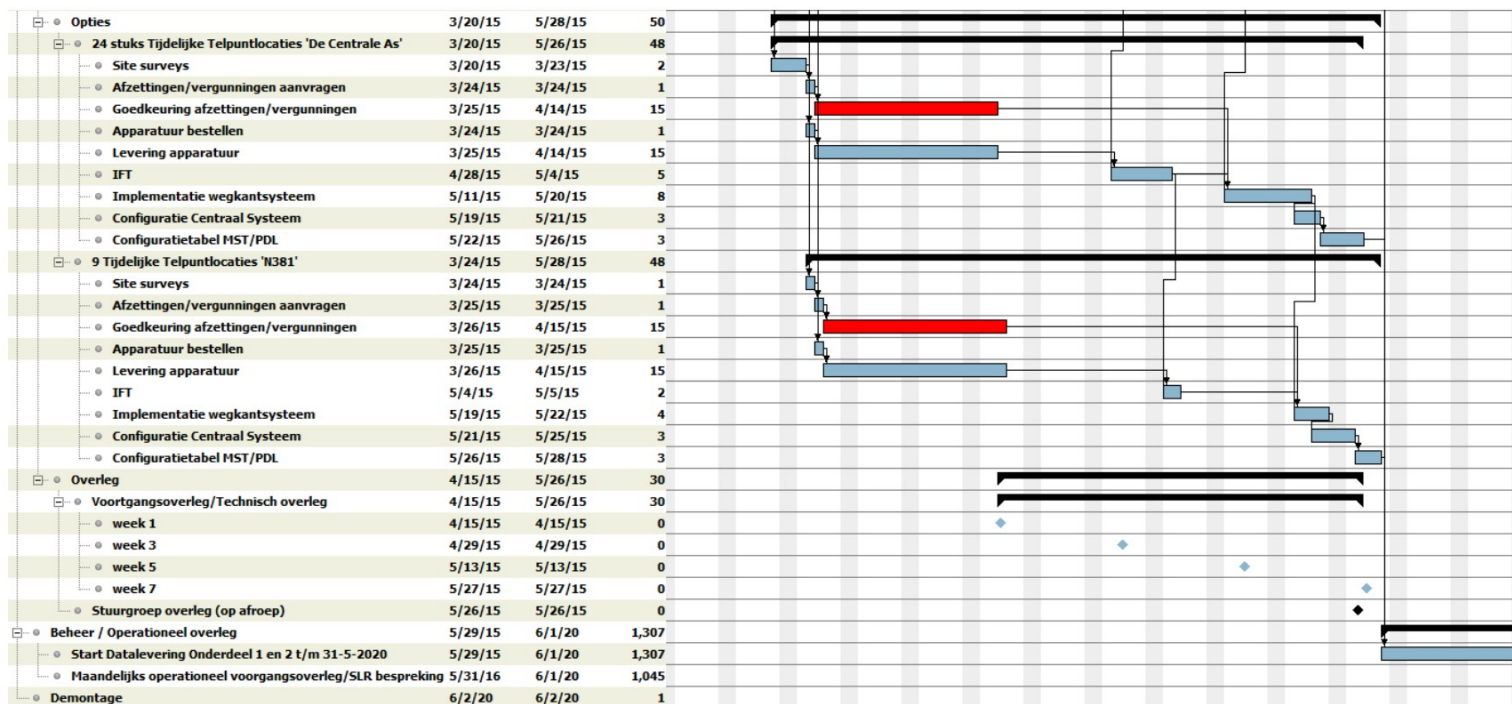 Opties 3/20/15 5/28/15 50
24 stuks Tijdelijke Telpuntlocaties 'De Centrale As' 3/20/15 5/26/15 48
Site surveys 3/20/15 3/23/15 2
Afzettingen/vergunningen aanvragen 3/24/15 3/24/15 1
Goedkeuring afzettingen/vergunningen 3/25/15 4/14/15 15
Apparatuur bestellen 3/24/15 3/24/15 1
Levering apparatuur 3/25/15 4/14/15 15
IFT 4/28/15 5/4/15 5
Implementatie wegkantsysteem 5/11/15 5/20/15 8
Configuratie Centraal Systeem 5/19/15 5/21/15 3
Configuratietabel MST/PDL 5/22/15 5/26/15 3
9 Tijdelijke Telpuntlocaties 'N381' 3/24/15 5/28/15 48
Site surveys 3/24/15 3/24/15 1
Afzettingen/vergunningen aanvragen 3/25/15 3/25/15 1
Goedkeuring afzettingen/vergunningen 3/26/15 4/15/15 15
Apparatuur bestellen 3/25/15 3/25/15 1
Levering apparatuur 3/26/15 4/15/15 15
IFT 5/4/15 5/5/15 2
Implementatie wegkantsysteem 5/19/15 5/22/15 4
Configuratie Centraal Systeem 5/21/15 5/25/15 3
Configuratietabel MST/PDL 5/26/15 5/28/15 3
Overleg 4/15/15 5/26/15 30
Voortgangsoverleg/Technisch overleg 4/15/15 5/26/15 30
week 1 4/15/15 4/15/15 0
week 3 4/29/15 4/29/15 0
week 5 5/13/15 5/13/15 0
week 7 5/27/15 5/27/15 0
Stuurgroep overleg (op afroep) 5/26/15 5/26/15 0
Beheer / Operationeel overleg 5/29/15 6/1/20 1,307
Start Datalevering Onderdeel 1 en 2 t/m 31-5-2020 5/29/15 6/1/20 1,307
Maandelijks operationeel voorgangsoverleg/SLR bespreking 5/31/16 6/1/20 1,045
Demontage 6/2/20 6/2/20 1